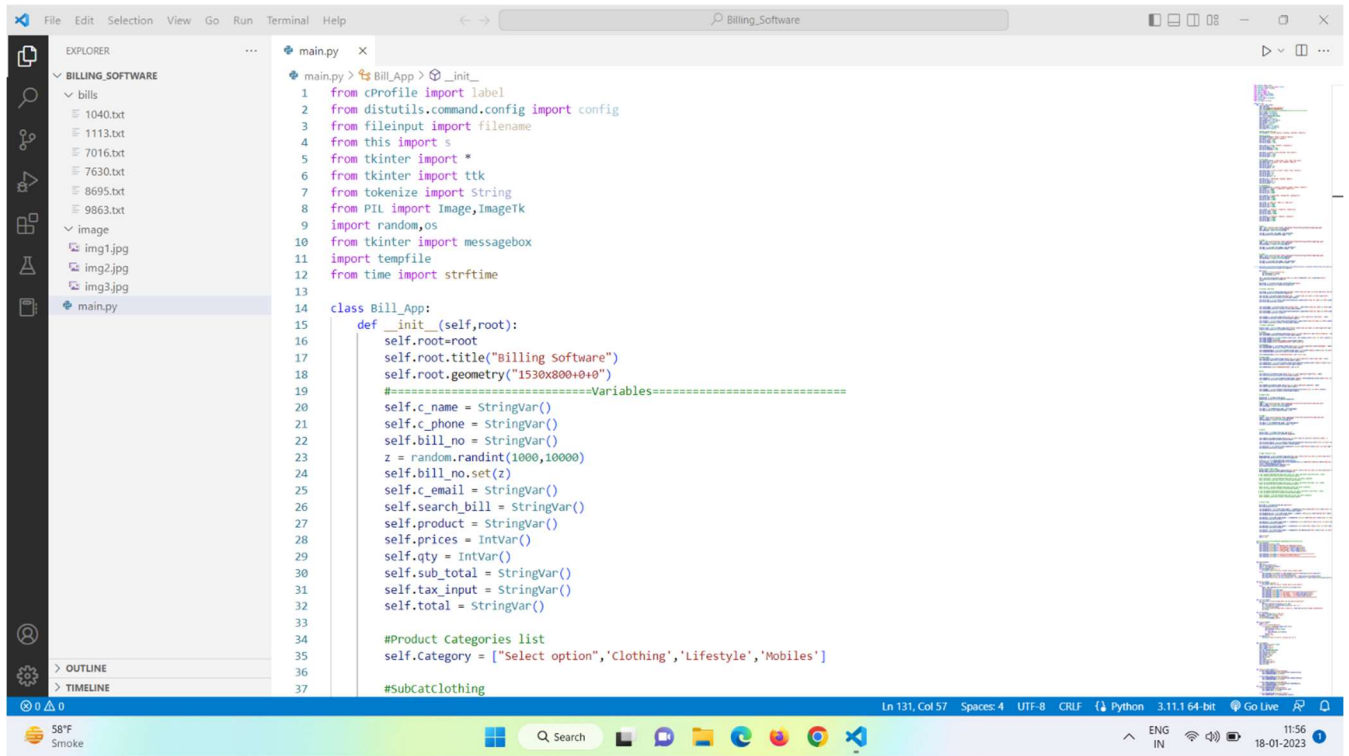 File Edit Selection View Go Run Terminal Help
Billing_Software
EXPLORER
BILLING_SOFTWARE
bills
1040.txt
1113.txt
7016.txt
7630.txt
8695.txt
9863.txt
image
img1.jpg
img2.jpg
img3.jpg
main.py
OUTLINE
TIMELINE
main.py
main.py > Bill_App > __init__
1 from cProfile import label
2 from distutils.command.config import config
3 from fileinput import filename
4 from this import s
5 from tkinter import *
6 from tkinter import ttk
7 from tokenize import String
8 from PIL import Image,ImageTk
9 import random,os
10 from tkinter import messagebox
11 import tempfile
12 from time import strftime
13
14 class Bill_App:
15 def __init__(self,root):
16 self.root=root
17 self.root.title("Billing Software")
18 self.root.geometry("1530x800+0+0")
19 #=========================Variables========================
20 self.c_name = StringVar()
21 self.c_phone = StringVar()
22 self.bill_no = StringVar()
23 z = random.randint(1000,10000)
24 self.bill_no.set(z)
25 self.c_email = StringVar()
26 self.search_bill = StringVar()
27 self.product = StringVar()
28 self.prices = IntVar()
29 self.qty = IntVar()
30 self.sub_total = StringVar()
31 self.tax_input = StringVar()
32 self.total = StringVar()
33
34 #Product Categories list
35 self.Category = ["Select option",'Clothing','Lifestyle','Mobiles']
36
37 #SubCatClothing
0 0
Ln 131, Col 57 Spaces: 4 UTF-8 CRLF Python 3.11.1 64-bit Go Live
58°F
Smoke
Search
ENG
IN
11:56
18-01-2023
1